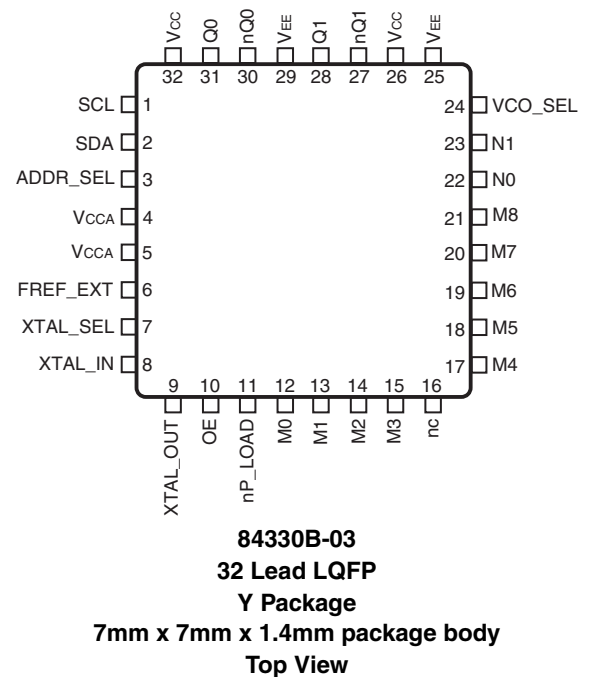 VCC Q0 nQ0 VEE Q1 nQ1 VCC VEE
32 31 30 29 28 27 26 25
SCL 1 24 VCO_SEL
SDA 2 23 N1
ADDR_SEL 3 22 N0
VCCA 4 21 M8
VCCA 5 20 M7
FREF_EXT 6 19 M6
XTAL_SEL 7 18 M5
XTAL_IN 8 17 M4
9 10 11 12 13 14 15 16
XTAL_OUT OE nP_LOAD M0 M1 M2 M3 nc
84330B-03
32 Lead LQFP
Y Package
7mm x 7mm x 1.4mm package body
Top View